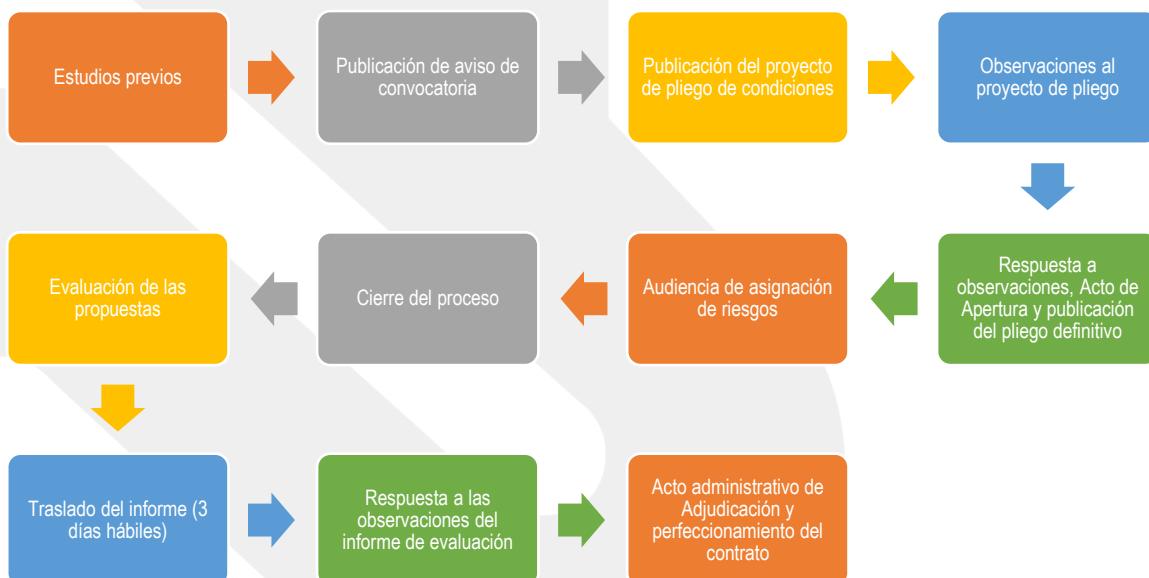 Estudios previos
Publicación de aviso de
convocatoria
Publicación del proyecto
de pliego de condiciones
Observaciones al
proyecto de pliego
Respuesta a
observaciones, Acto de
Apertura y publicación
del pliego definitivo
Audiencia de asignación
de riesgos
Cierre del proceso
Evaluación de las
propuestas
Traslado del informe (3
días hábiles)
Respuesta a las
observaciones del
informe de evaluación
Acto administrativo de
Adjudicación y
perfeccionamiento del
contrato